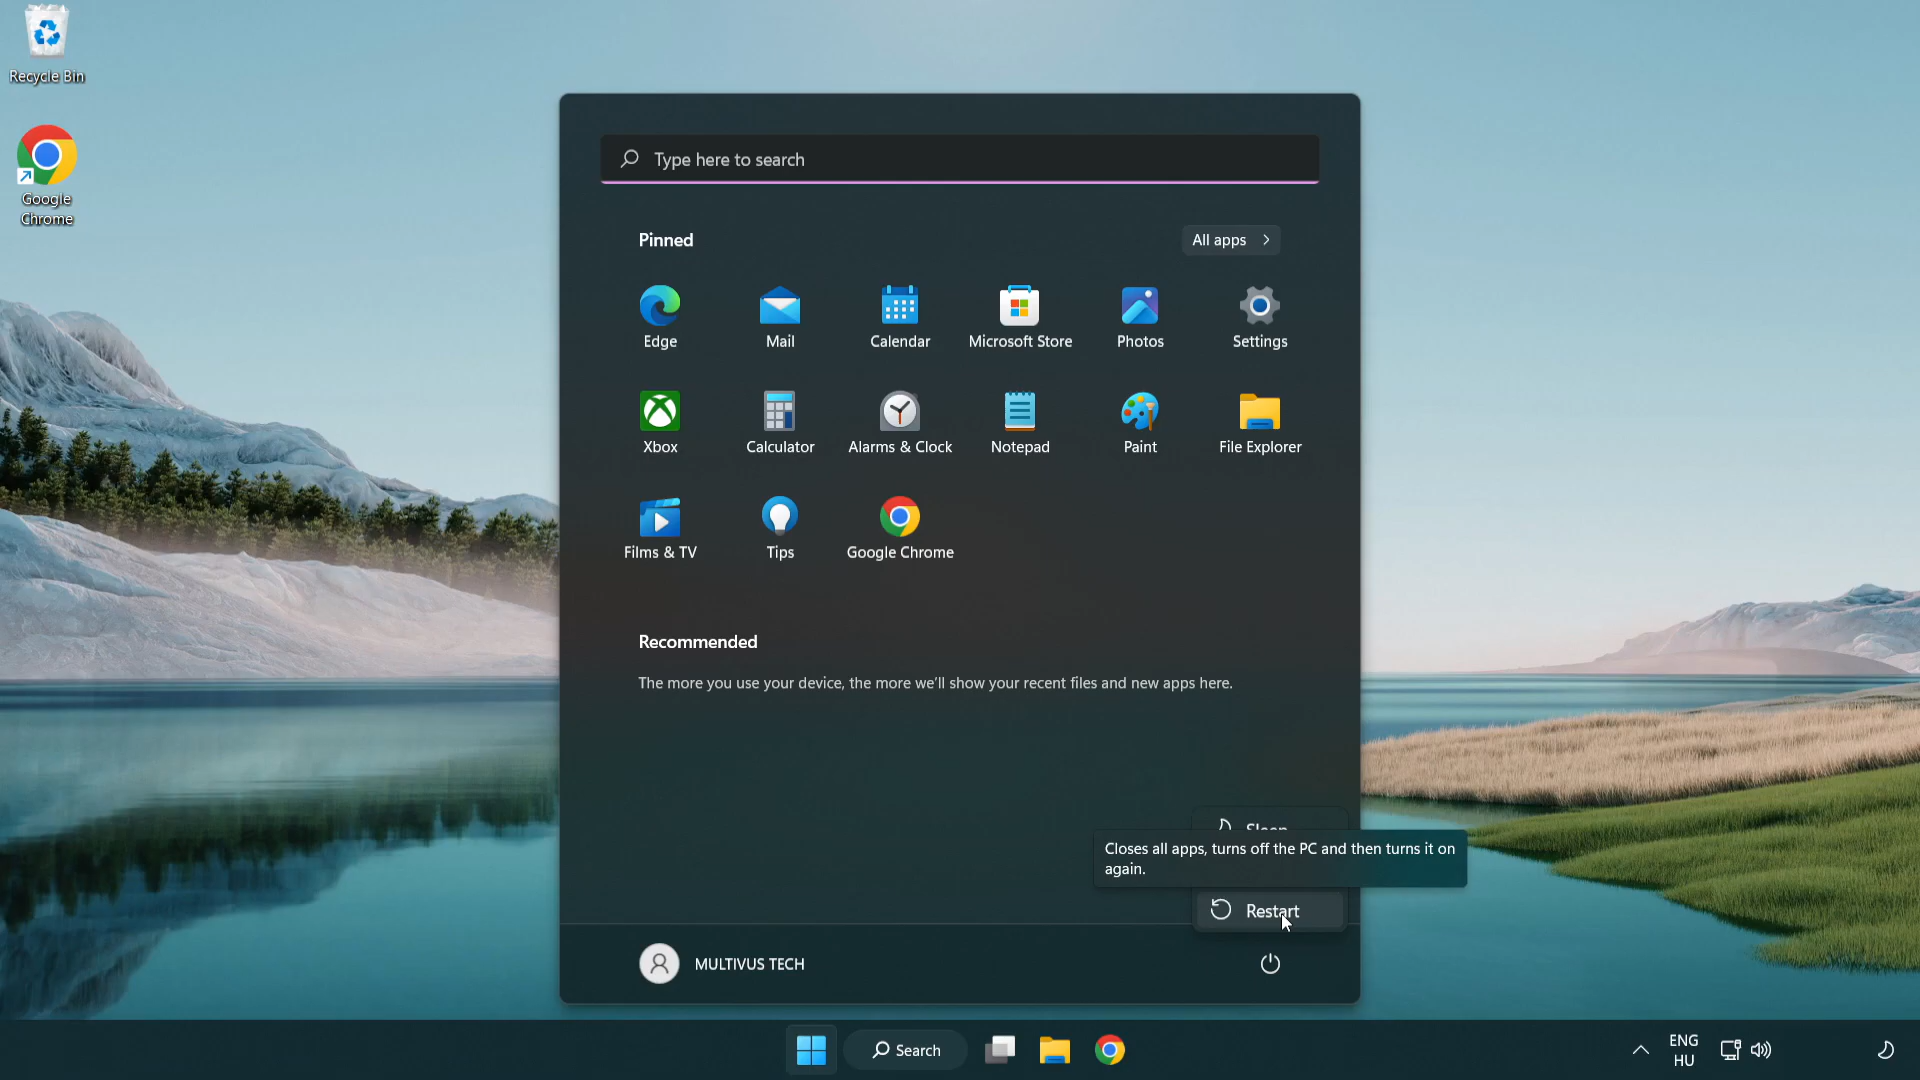 Recycle Bin
Google
Chrome
Type here to search
Pinned
All apps
Edge
Mail
Calendar
Microsoft Store
Photos
Settings
Xbox
Calculator
Alarms & Clock
Notepad
Paint
File Explorer
Films & TV
Tips
Google Chrome
Recommended
The more you use your device, the more we'll show your recent files and new apps here.
Sleep
Closes all apps, turns off the PC and then turns it on
again.
Restart
MULTIVUS TECH
Search
ENG
HU